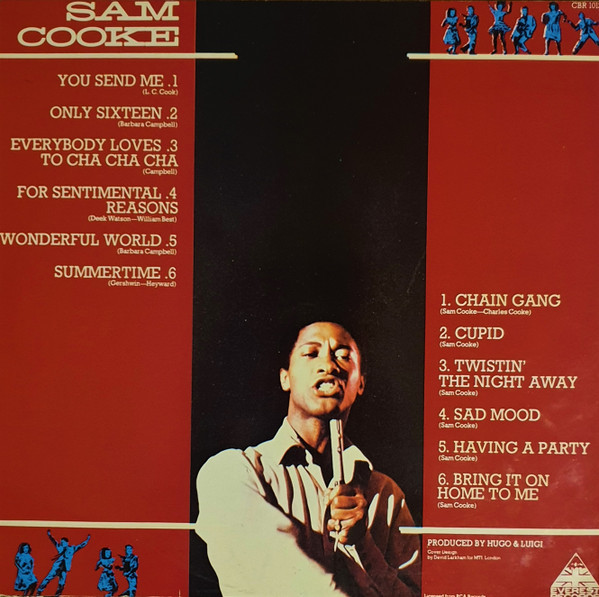 SAM
COOKE
CBR 101
YOU SEND ME .1
(L. C. Cook)
ONLY SIXTEEN .2
(Barbara Campbell)
EVERYBODY LOVES .3
TO CHA CHA CHA
(Campbell)
FOR SENTIMENTAL .4
REASONS
(Deek Watson—William Best)
WONDERFUL WORLD .5
(Barbara Campbell)
SUMMERTIME .6
(Gershwin—Heyward)
1. CHAIN GANG
(Sam Cooke—Charles Cooke)
2. CUPID
(Sam Cooke)
3. TWISTIN'
THE NIGHT AWAY
(Sam Cooke)
4. SAD MOOD
(Sam Cooke)
5. HAVING A PARTY
(Sam Cooke)
6. BRING IT ON
HOME TO ME
(Sam Cooke)
PRODUCED BY HUGO & LUIGI
Cover Design
by David Larkham for MTI. London
EVEREST
Licensed from RCA Records